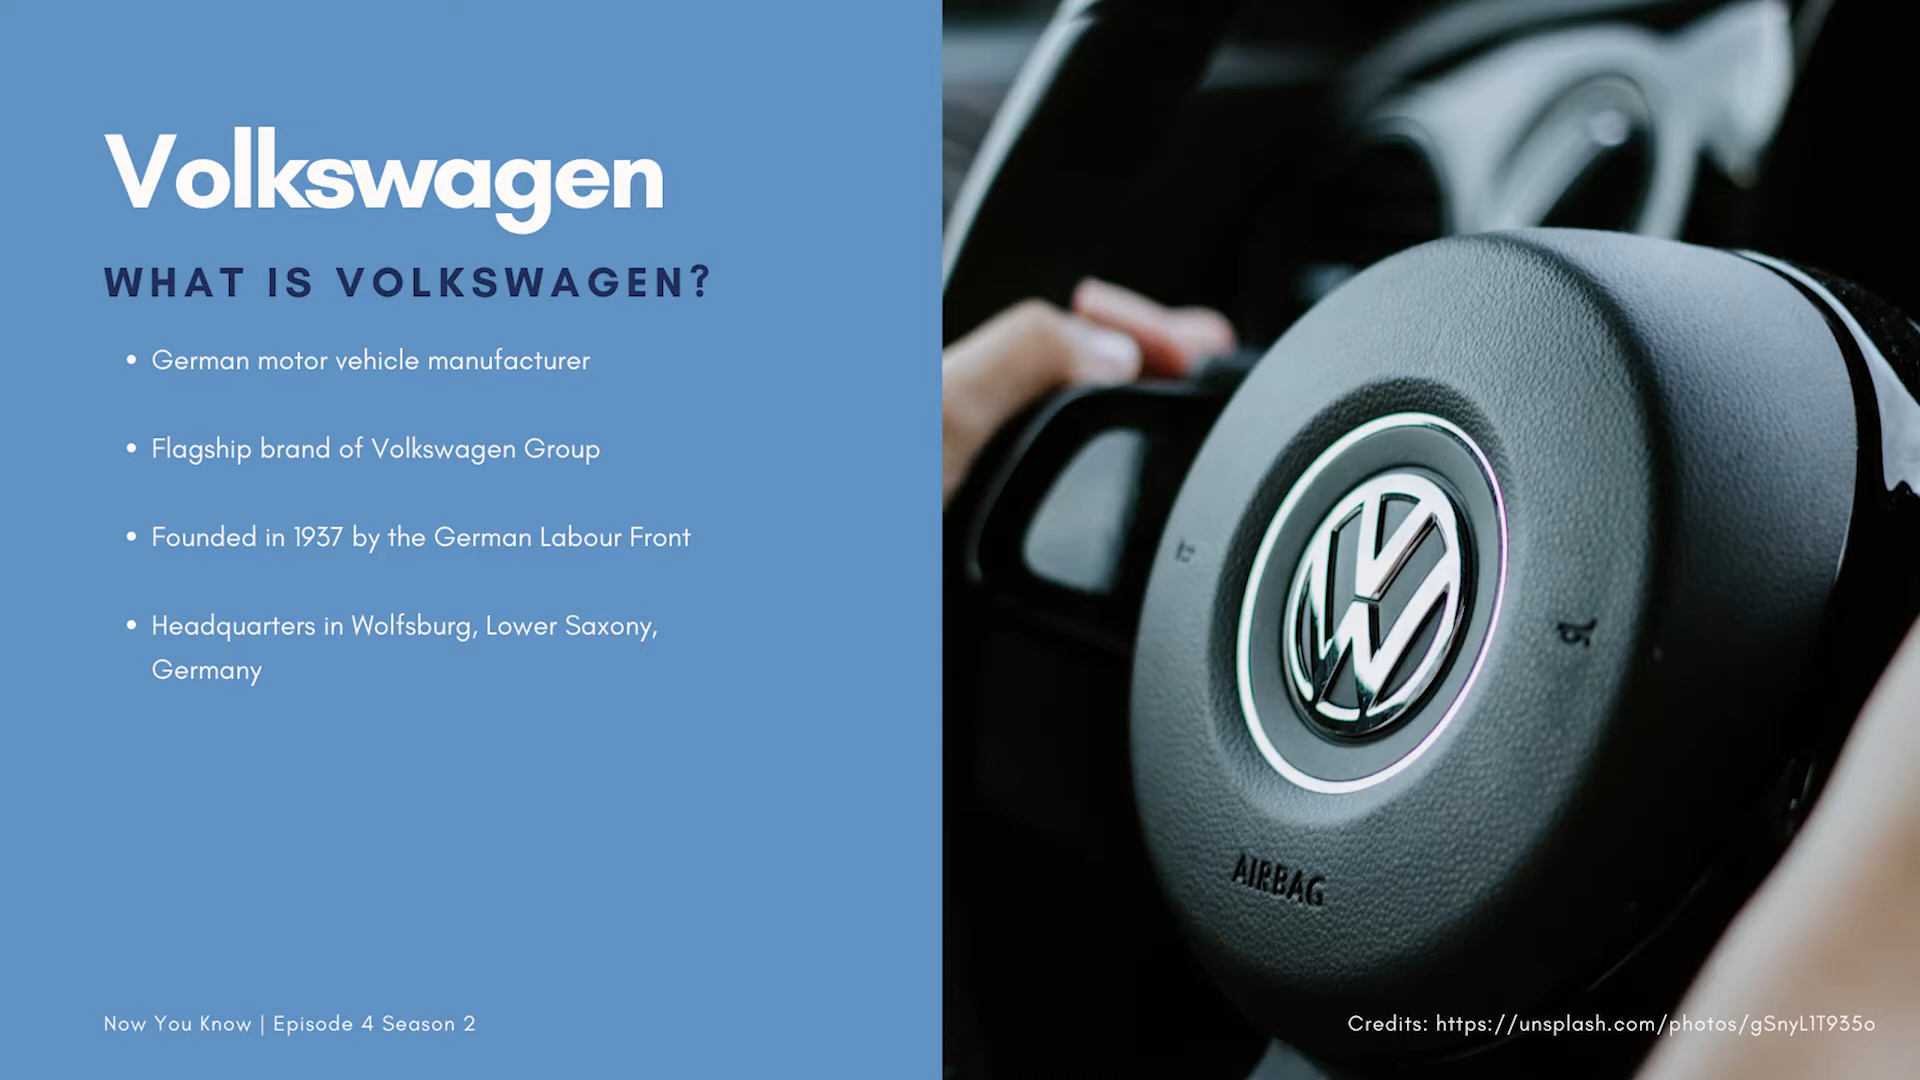 Volkswagen
WHAT IS VOLKSWAGEN?
• German motor vehicle manufacturer
• Flagship brand of Volkswagen Group
• Founded in 1937 by the German Labour Front
• Headquarters in Wolfsburg, Lower Saxony,
Germany
AIRBAG
Now You Know | Episode 4 Season 2
Credits: https://unsplash.com/photos/gSnyL1T935o